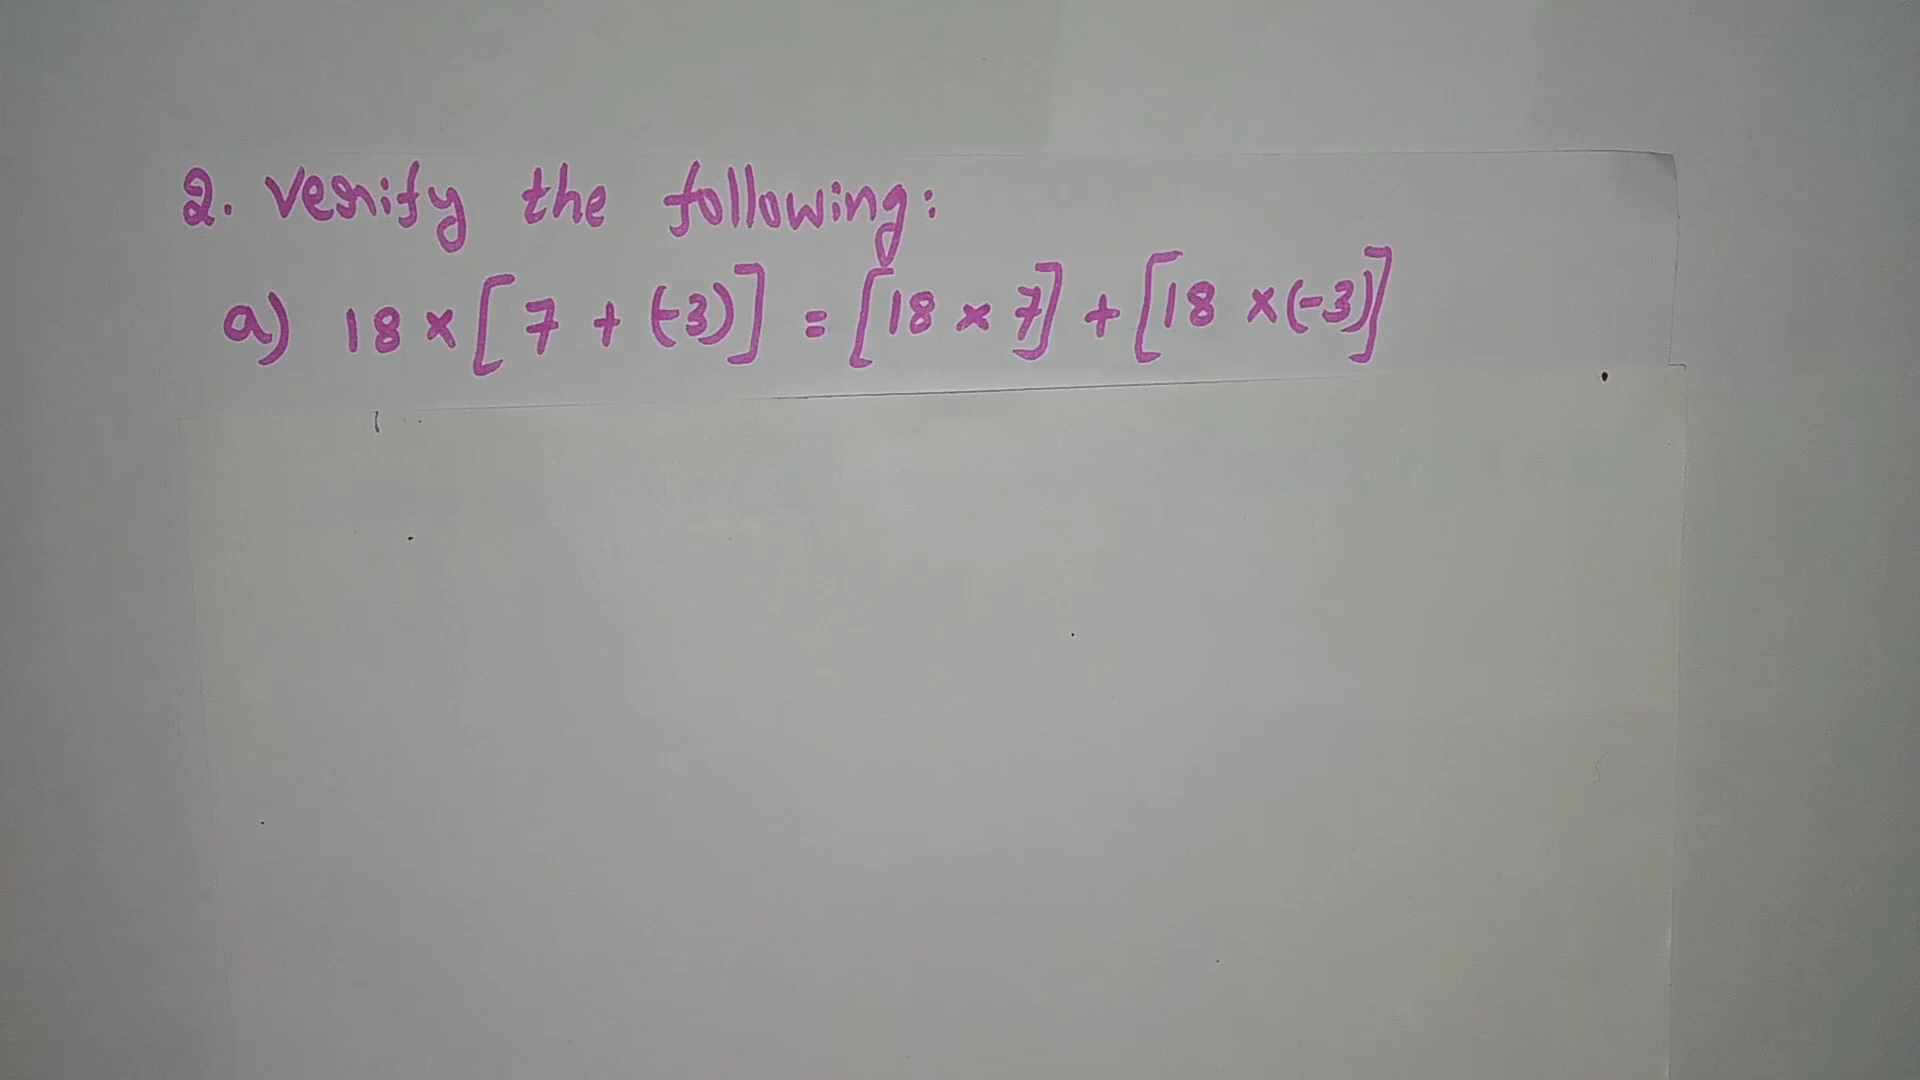 2. Verify the following:
a) 18 × [7 + (-3)] = [18 × 7] + [18 × (-3)]